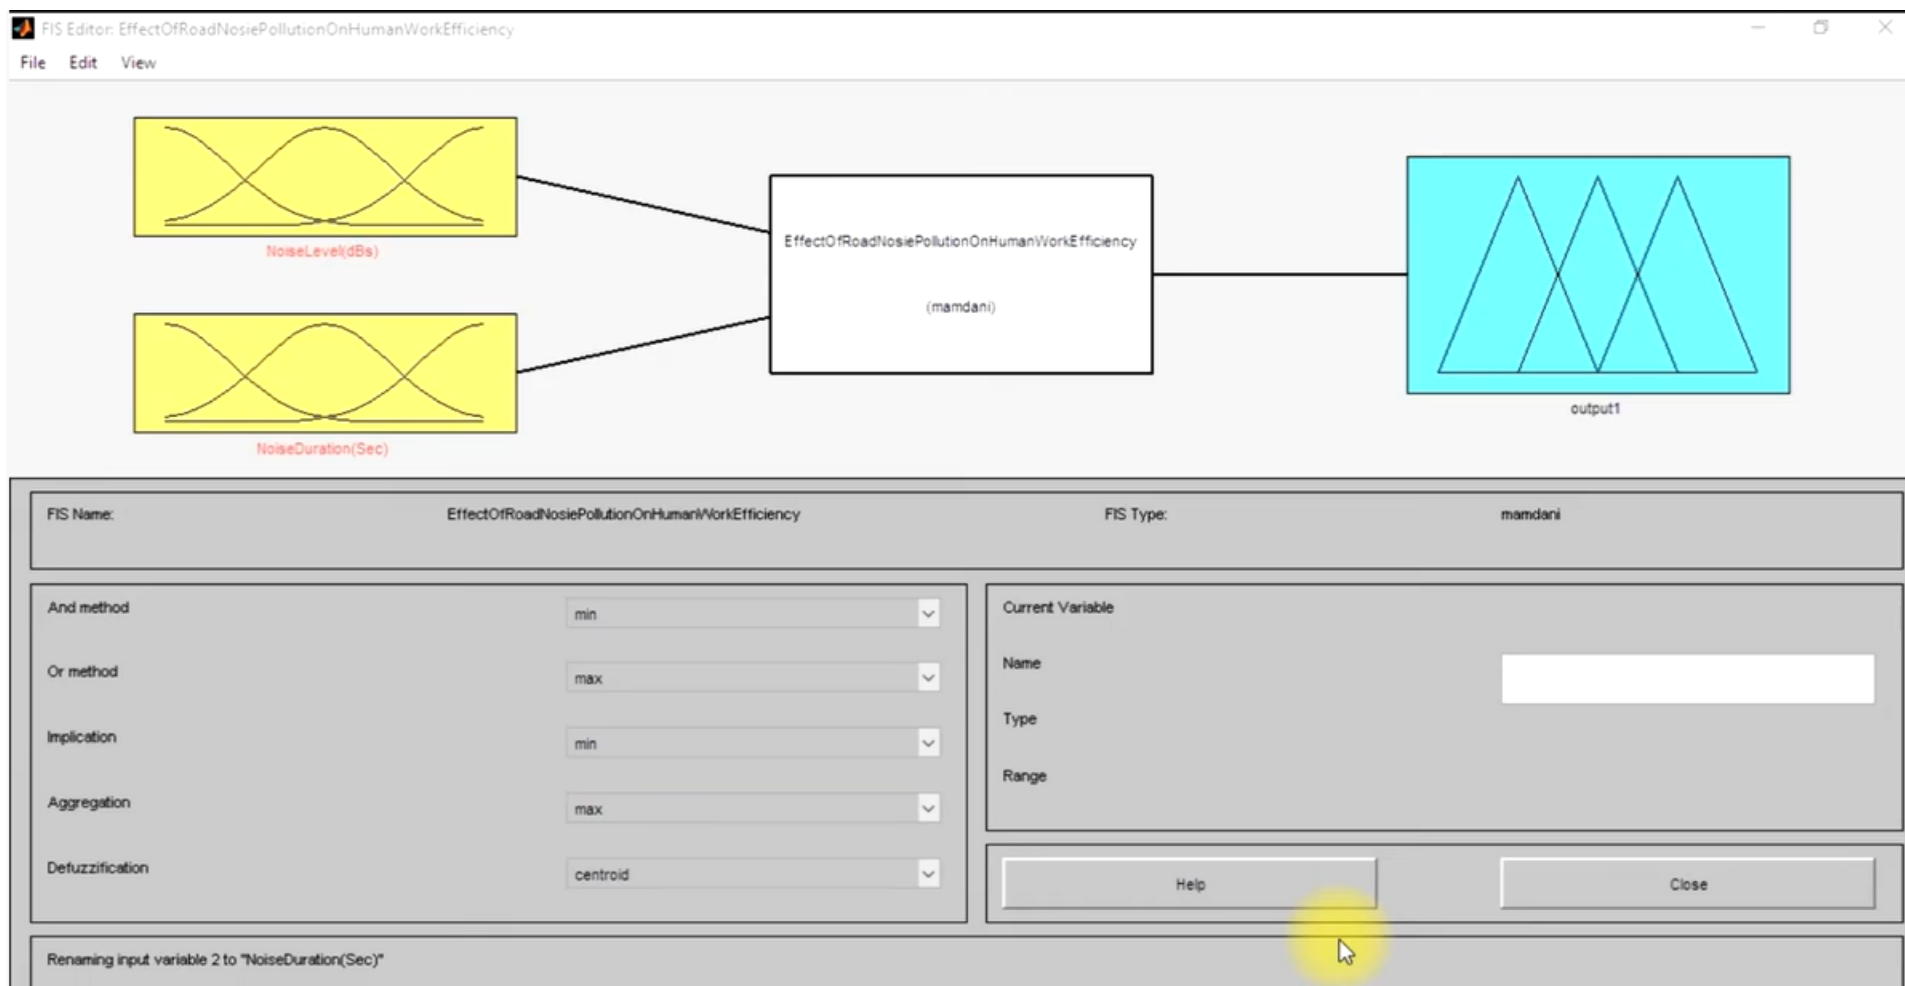 FIS Editor: EffectOfRoadNosiePollutionOnHumanWorkEfficiency
File Edit View
NoiseLevel(dBs)
NoiseDuration(Sec)
EffectOfRoadNosiePollutionOnHumanWorkEfficiency
(mamdani)
output1
FIS Name: EffectOfRoadNosiePollutionOnHumanWorkEfficiency FIS Type: mamdani
And method min
Or method max
Implication min
Aggregation max
Defuzzification centroid
Current Variable
Name
Type
Range
Help Close
Renaming input variable 2 to "NoiseDuration(Sec)"